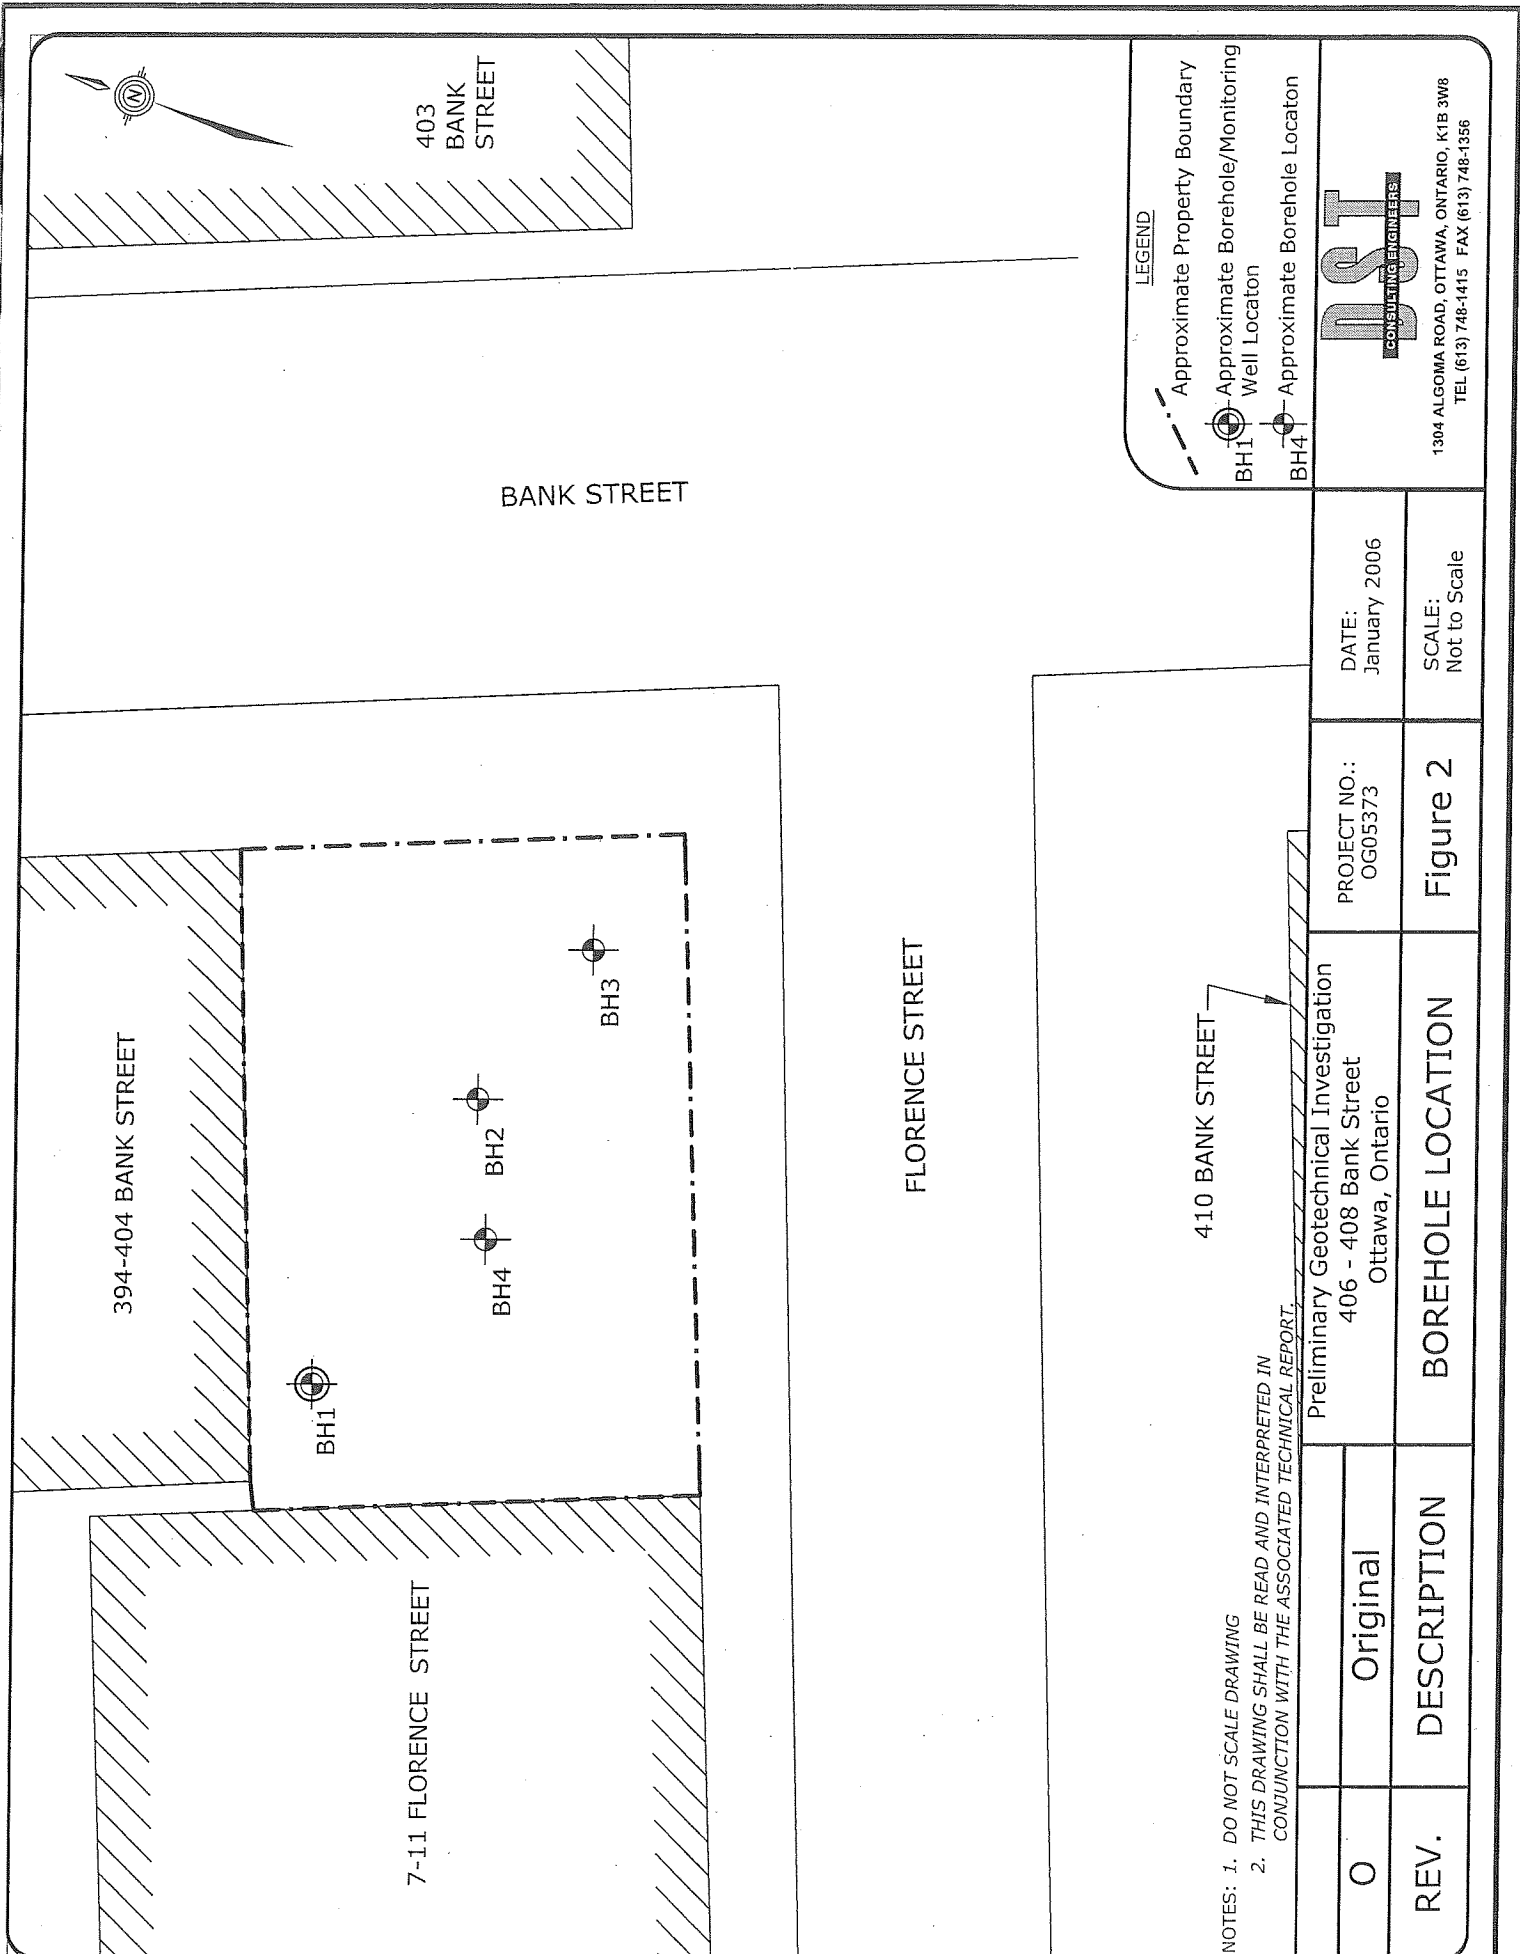 N
403
BANK
STREET
394-404 BANK STREET
BANK STREET
BH1
BH4
BH2
BH3
7-11 FLORENCE STREET
FLORENCE STREET
410 BANK STREET
LEGEND
Approximate Property Boundary
BH1
Approximate Borehole/Monitoring
Well Locaton
BH4
Approximate Borehole Locaton
NOTES: 1. DO NOT SCALE DRAWING
2. THIS DRAWING SHALL BE READ AND INTERPRETED IN
CONJUNCTION WITH THE ASSOCIATED TECHNICAL REPORT.
O
Original
REV.
DESCRIPTION
Preliminary Geotechnical Investigation
406 - 408 Bank Street
Ottawa, Ontario
BOREHOLE LOCATION
PROJECT NO.:
OG05373
Figure 2
DATE:
January 2006
SCALE:
Not to Scale
DST
CONSULTING ENGINEERS
1304 ALGOMA ROAD, OTTAWA, ONTARIO, K1B 3W8
TEL (613) 748-1415 FAX (613) 748-1356